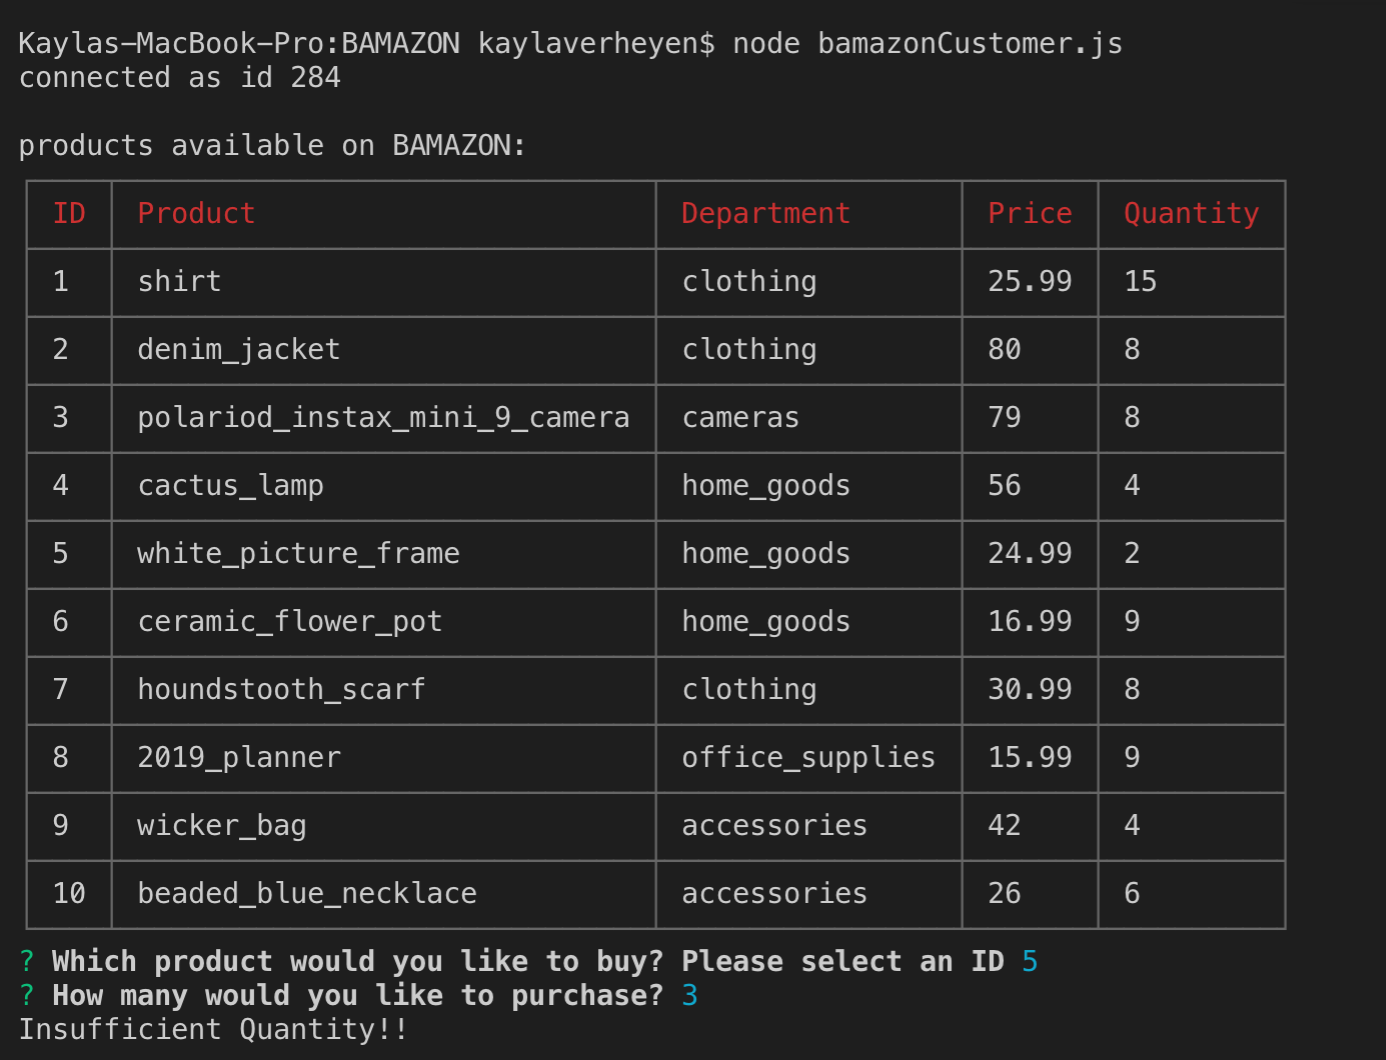 Kaylas-MacBook-Pro:BAMAZON kaylaverheyen$ node bamazonCustomer.js
connected as id 284
products available on BAMAZON:
ID Product Department Price Quantity
1 shirt clothing 25.99 15
2 denim_jacket clothing 80 8
3 polariod_instax_mini_9_camera cameras 79 8
4 cactus_lamp home_goods 56 4
5 white_picture_frame home_goods 24.99 2
6 ceramic_flower_pot home_goods 16.99 9
7 houndstooth_scarf clothing 30.99 8
8 2019_planner office_supplies 15.99 9
9 wicker_bag accessories 42 4
10 beaded_blue_necklace accessories 26 6
? Which product would you like to buy? Please select an ID 5
? How many would you like to purchase? 3
Insufficient Quantity!!